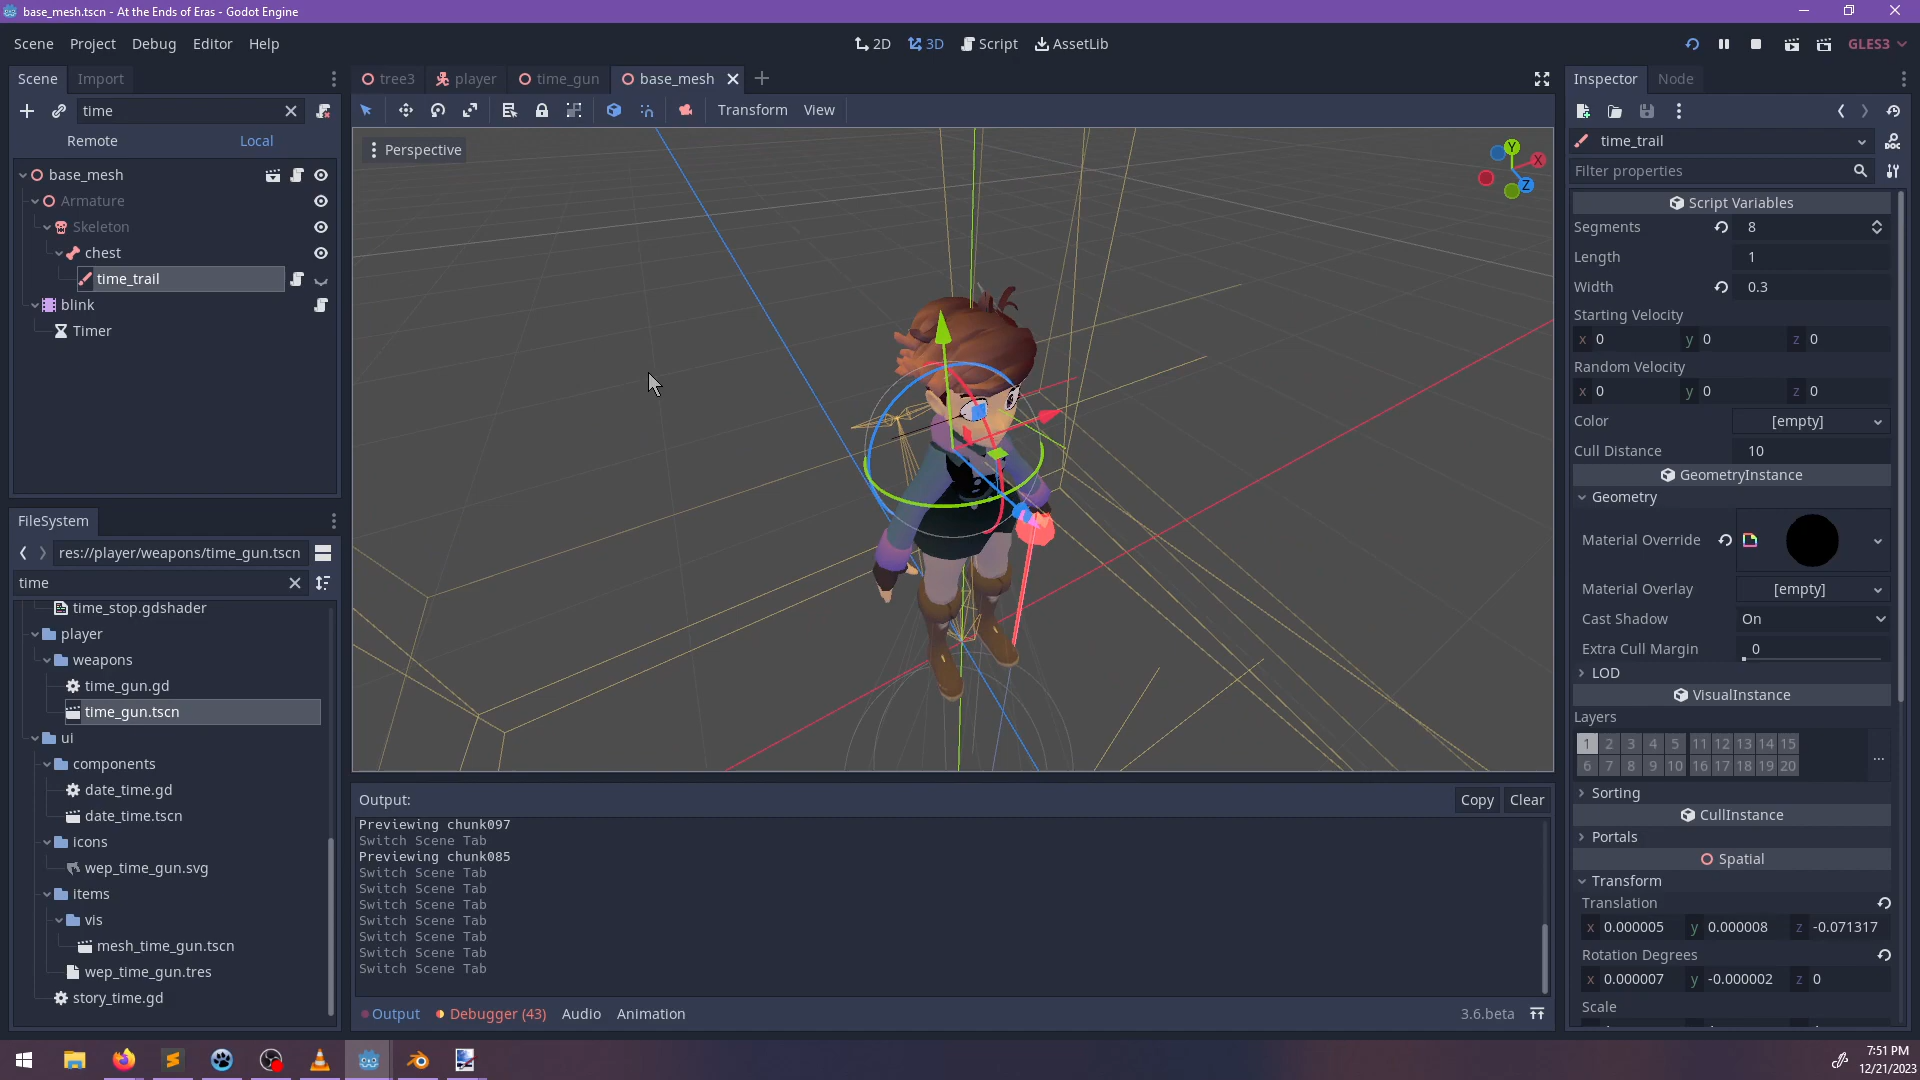 base_mesh.tscn - At the Ends of Eras - Godot Engine
Scene Project Debug Editor Help
2D 3D Script AssetLib
GLES3
Scene Import
tree3 player time_gun base_mesh
Inspector Node
time
Transform View
Remote Local
Perspective
Y X Z
time_trail
Filter properties
base_mesh
Armature
Skeleton
chest
time_trail
blink
Timer
Script Variables
Segments 8
Length 1
Width 0.3
Starting Velocity
x 0 y 0 z 0
Random Velocity
x 0 y 0 z 0
Color [empty]
Cull Distance 10
GeometryInstance
Geometry
Material Override
Material Overlay [empty]
Cast Shadow On
Extra Cull Margin 0
LOD
VisualInstance
Layers
1 2 3 4 5 11 12 13 14 15
6 7 8 9 10 16 17 18 19 20
Sorting
CullInstance
Portals
Spatial
Transform
Translation
x 0.000005 y 0.000008 z -0.071317
Rotation Degrees
x 0.000007 y -0.000002 z 0
Scale
FileSystem
res://player/weapons/time_gun.tscn
time
time_stop.gdshader
player
weapons
time_gun.gd
time_gun.tscn
ui
components
date_time.gd
date_time.tscn
icons
wep_time_gun.svg
items
vis
mesh_time_gun.tscn
wep_time_gun.tres
story_time.gd
Output: Copy Clear
Previewing chunk097
Switch Scene Tab
Previewing chunk085
Switch Scene Tab
Switch Scene Tab
Switch Scene Tab
Switch Scene Tab
Switch Scene Tab
Switch Scene Tab
Switch Scene Tab
Output Debugger (43) Audio Animation 3.6.beta
7:51 PM
12/21/2023